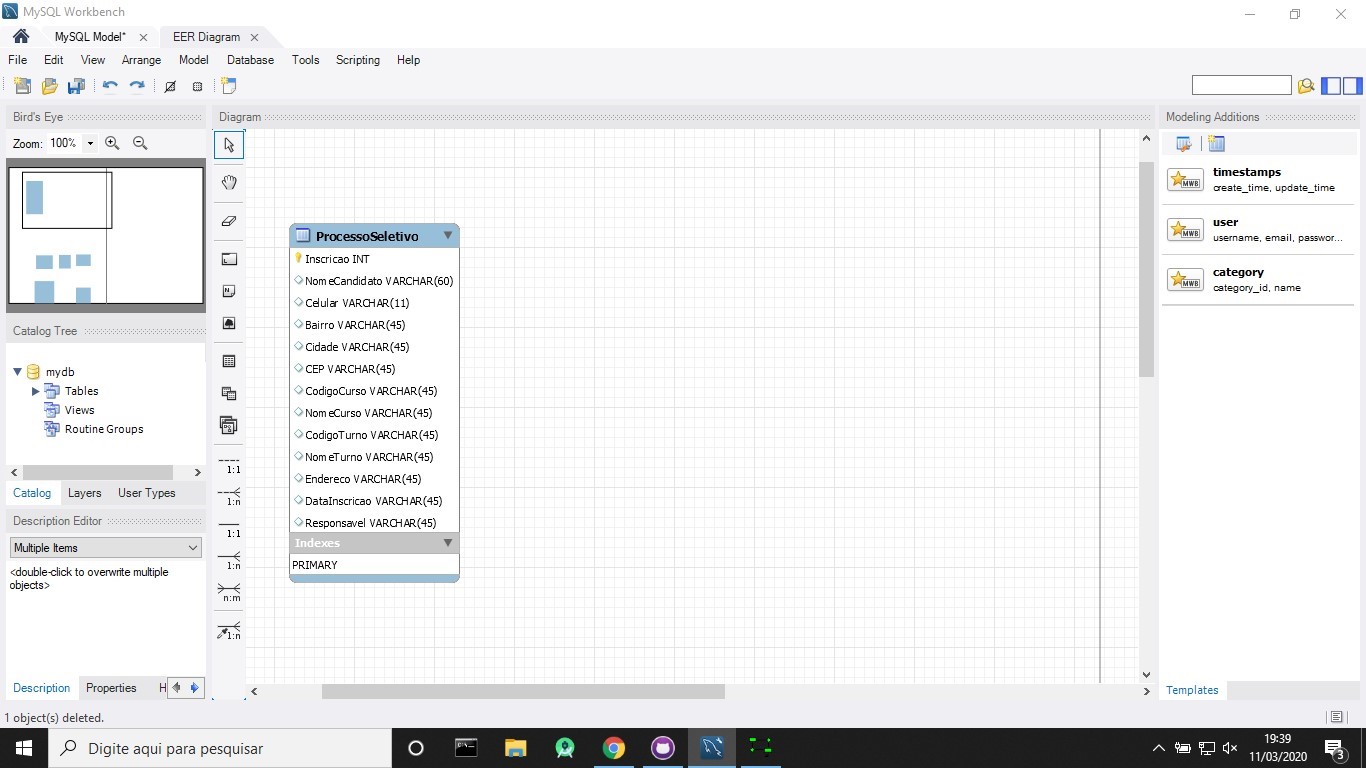 MySQL Workbench
MySQL Model*
EER Diagram
File Edit View Arrange Model Database Tools Scripting Help
Bird's Eye
Zoom: 100%
Catalog Tree
mydb
Tables
Views
Routine Groups
Catalog Layers User Types
Description Editor
Multiple Items
<double-click to overwrite multiple
objects>
Description Properties H
1 object(s) deleted.
Diagram
1:1
1:n
1:1
1:n
n:m
1:n
ProcessoSeletivo
Inscricao INT
NomeCandidato VARCHAR(60)
Celular VARCHAR(11)
Bairro VARCHAR(45)
Cidade VARCHAR(45)
CEP VARCHAR(45)
CodigoCurso VARCHAR(45)
NomeCurso VARCHAR(45)
CodigoTurno VARCHAR(45)
NomeTurno VARCHAR(45)
Endereco VARCHAR(45)
DataInscricao VARCHAR(45)
Responsavel VARCHAR(45)
Indexes
PRIMARY
Modeling Additions
MWB
timestamps
create_time, update_time
MWB
user
username, email, passwor...
MWB
category
category_id, name
Templates
Digite aqui para pesquisar
19:39
11/03/2020
3